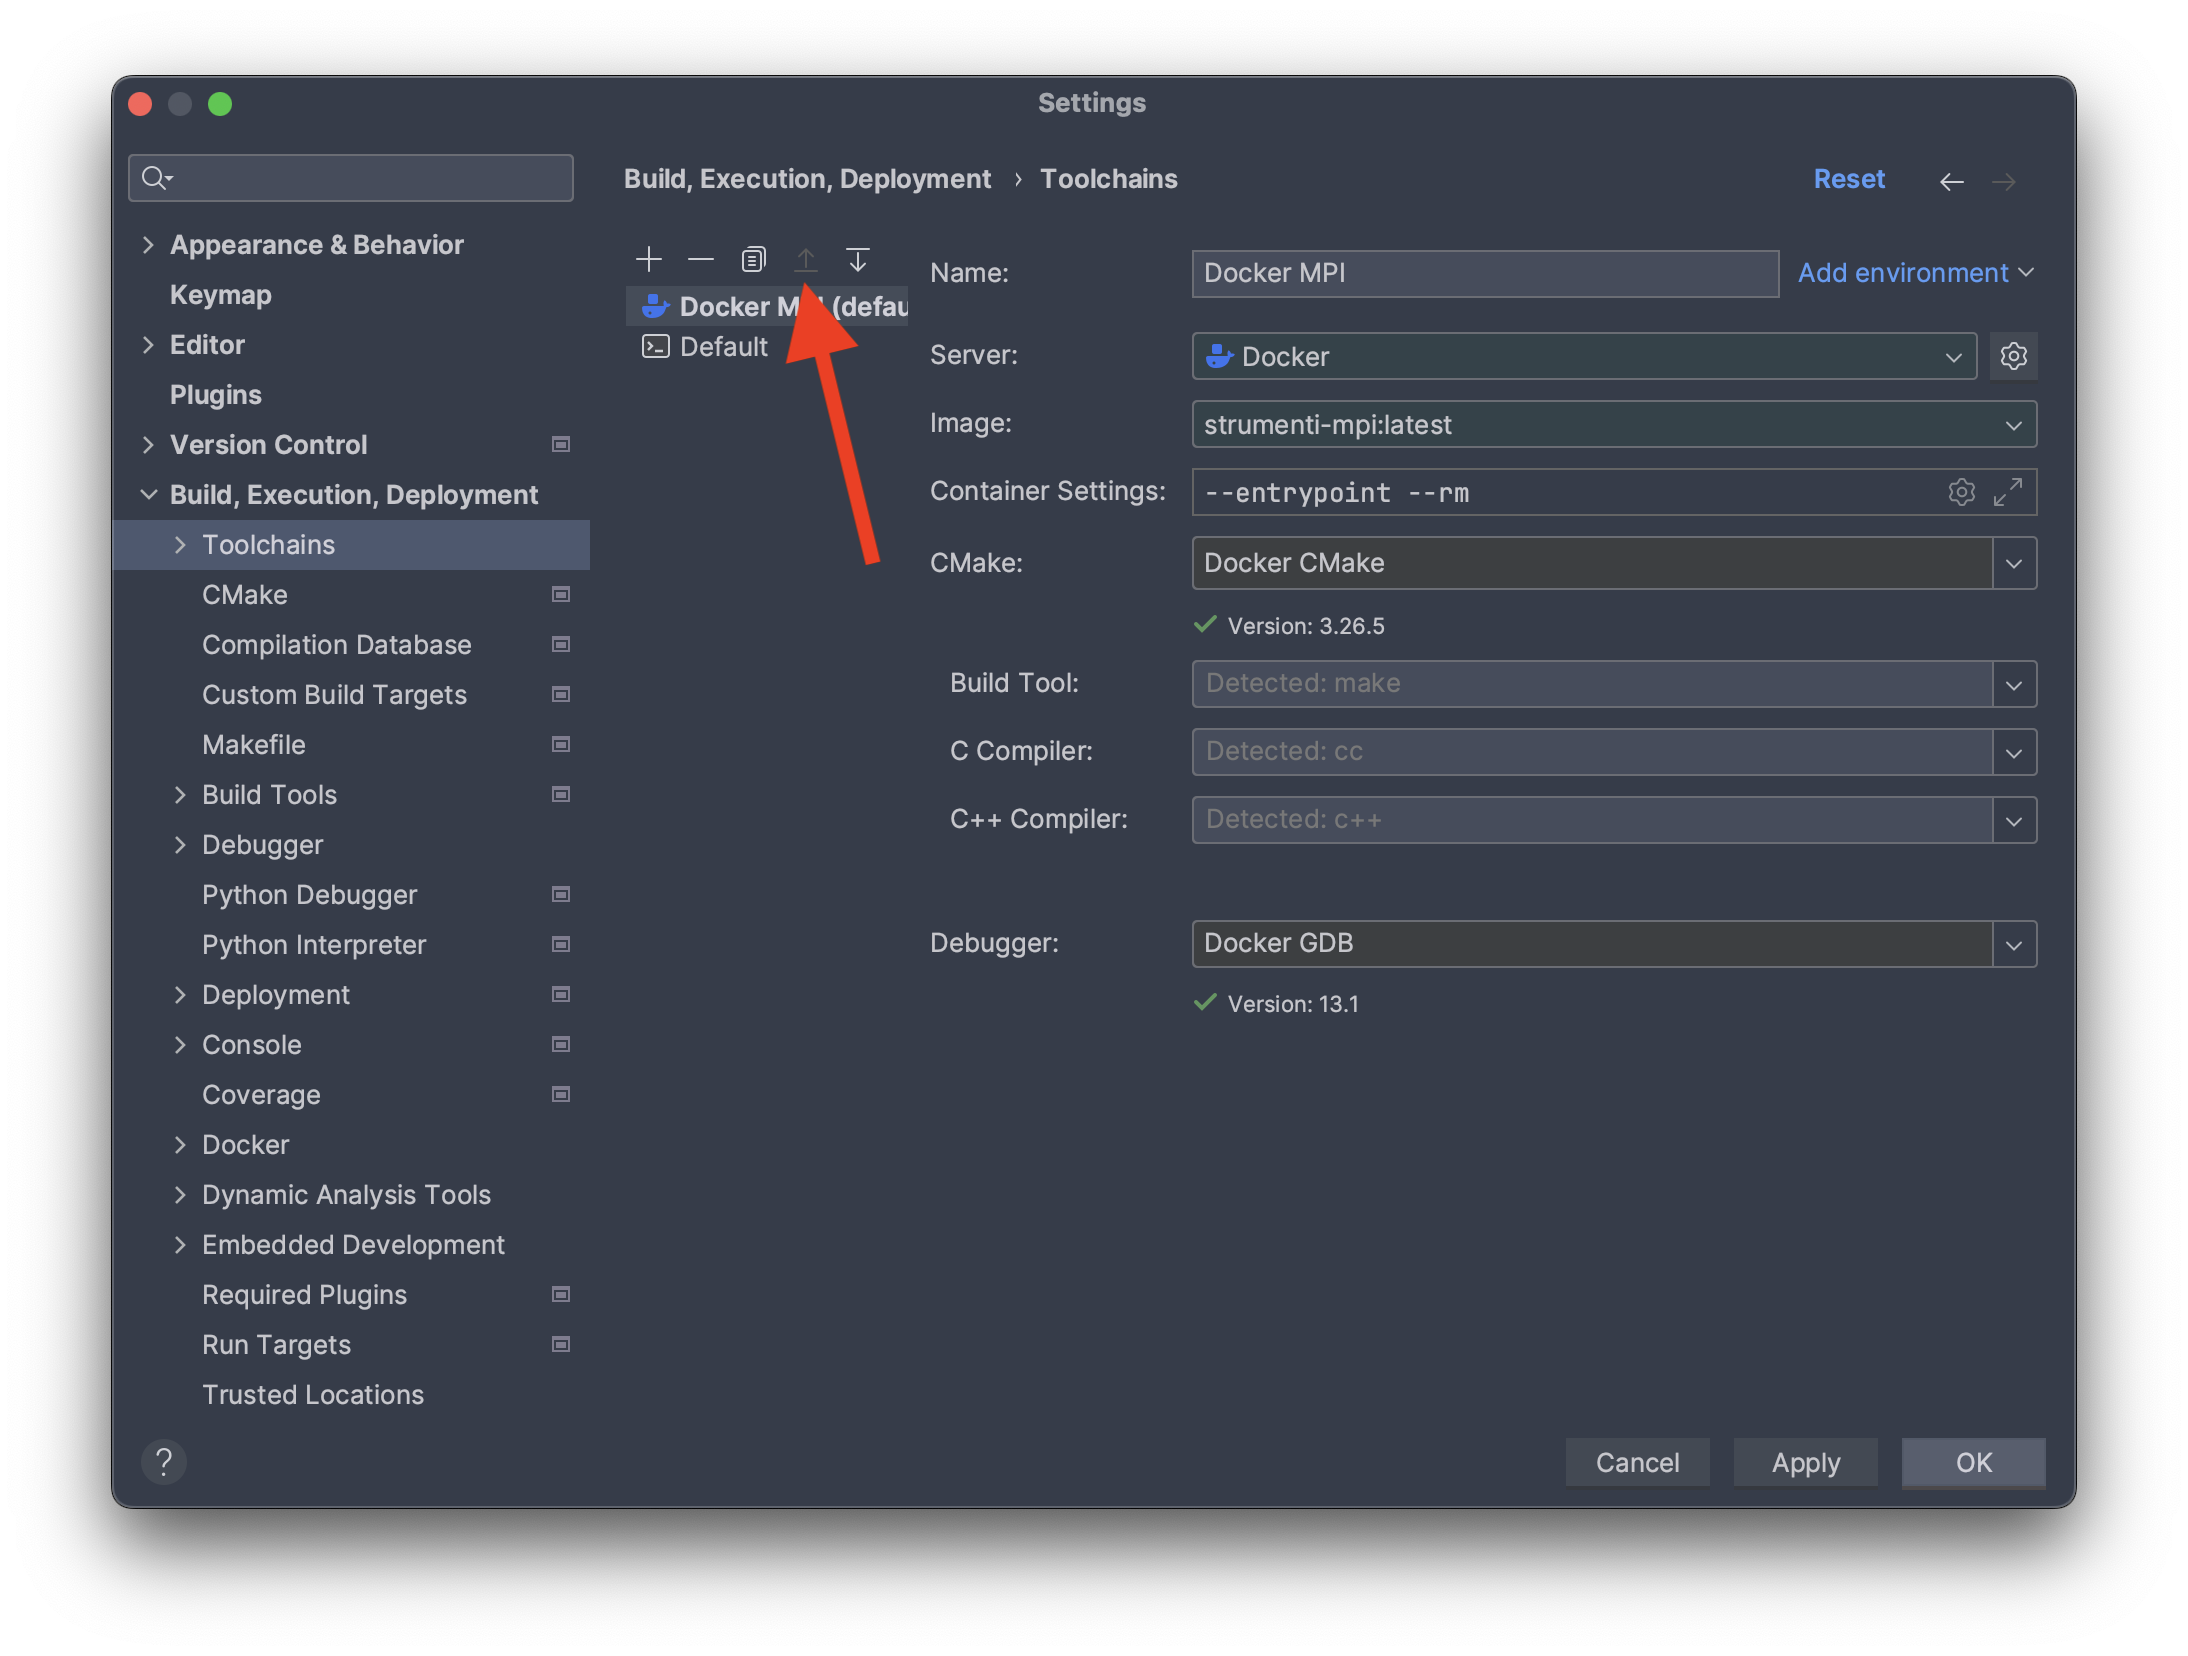 Settings
Appearance & Behavior
Keymap
Editor
Plugins
Version Control
Build, Execution, Deployment
Toolchains
CMake
Compilation Database
Custom Build Targets
Makefile
Build Tools
Debugger
Python Debugger
Python Interpreter
Deployment
Console
Coverage
Docker
Dynamic Analysis Tools
Embedded Development
Required Plugins
Run Targets
Trusted Locations
?
Build, Execution, Deployment › Toolchains
Reset
Docker (defau
Default
Name: Docker MPI
Add environment
Server: Docker
Image: strumenti-mpi:latest
Container Settings: --entrypoint --rm
CMake: Docker CMake
Version: 3.26.5
Build Tool: Detected: make
C Compiler: Detected: cc
C++ Compiler: Detected: c++
Debugger: Docker GDB
Version: 13.1
Cancel
Apply
OK